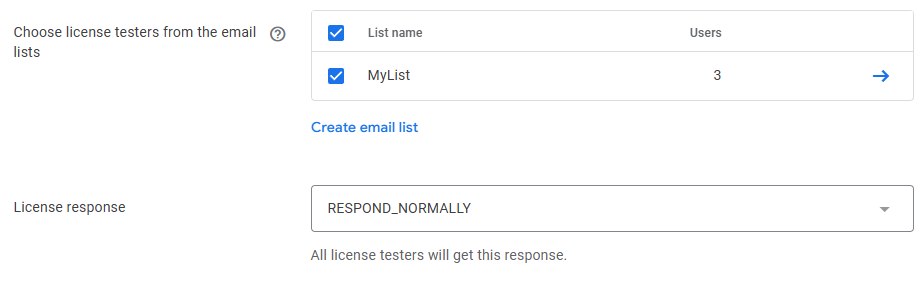 Choose license testers from the email
lists
List name Users
MyList 3
Create email list
License response
RESPOND_NORMALLY
All license testers will get this response.